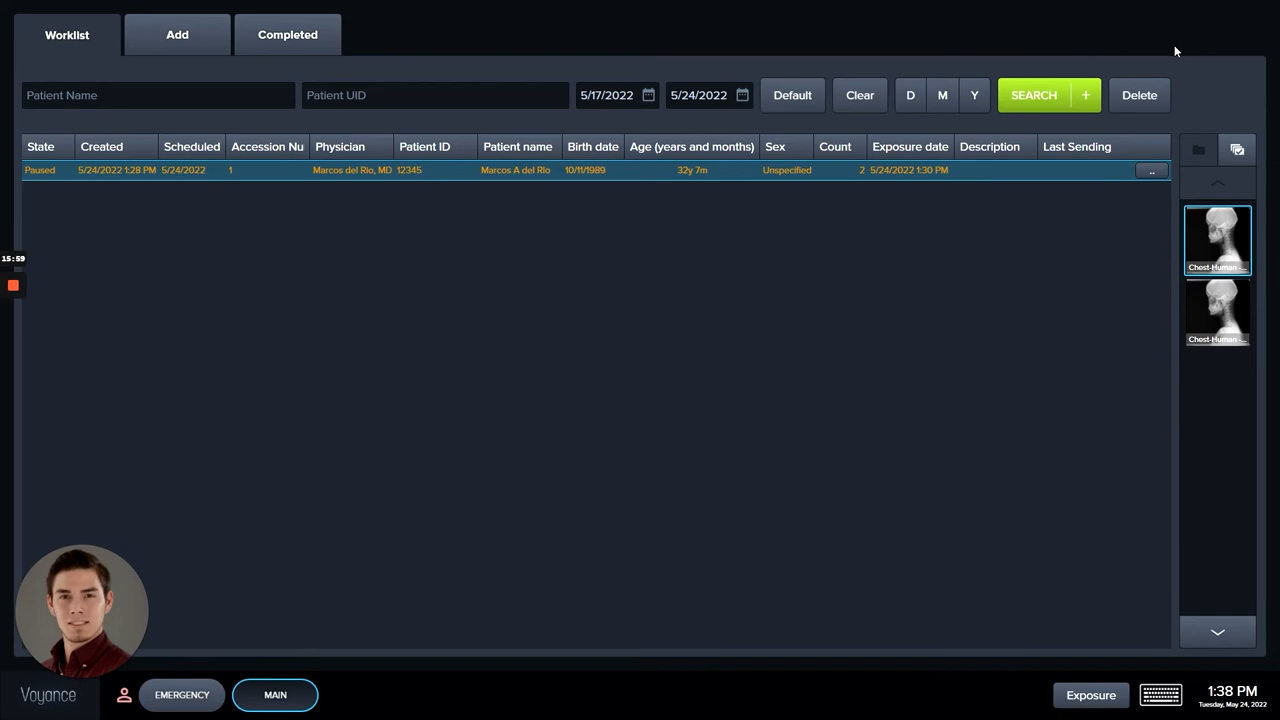 Worklist
Add
Completed
Patient Name
Patient UID
5/17/2022
5/24/2022
Default
Clear
D
M
Y
SEARCH +
Delete
State Created Scheduled Accession Nu Physician Patient ID Patient name Birth date Age (years and months) Sex Count Exposure date Description Last Sending
Paused 5/24/2022 1:28 PM 5/24/2022 1 Marcos del Rio, MD 12345 Marcos A del Rio 10/11/1989 32y 7m Unspecified 2 5/24/2022 1:30 PM ..
15:59
Chest-Human -...
Chest-Human -...
Voyance
EMERGENCY
MAIN
Exposure
1:38 PM
Tuesday, May 24, 2022